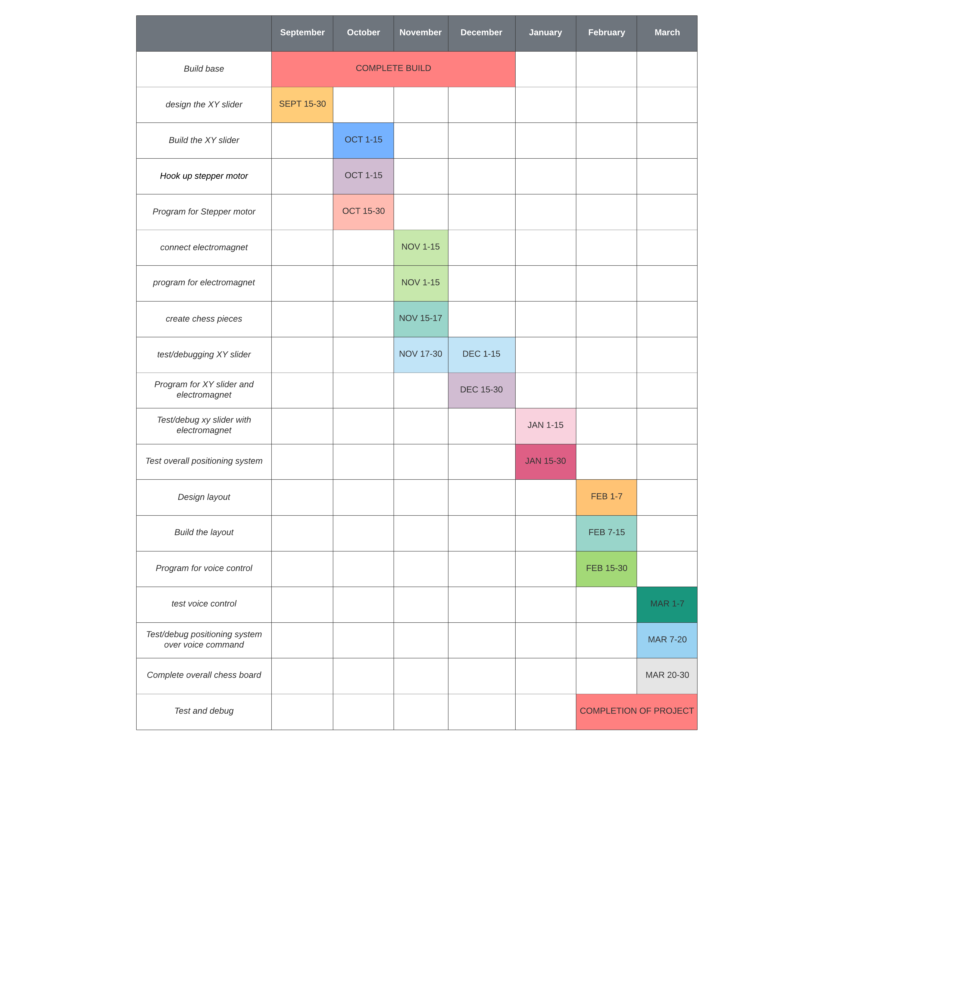 September October November December January February March
Build base COMPLETE BUILD
design the XY slider SEPT 15-30
Build the XY slider OCT 1-15
Hook up stepper motor OCT 1-15
Program for Stepper motor OCT 15-30
connect electromagnet NOV 1-15
program for electromagnet NOV 1-15
create chess pieces NOV 15-17
test/debugging XY slider NOV 17-30 DEC 1-15
Program for XY slider and
electromagnet DEC 15-30
Test/debug xy slider with
electromagnet JAN 1-15
Test overall positioning system JAN 15-30
Design layout FEB 1-7
Build the layout FEB 7-15
Program for voice control FEB 15-30
test voice control MAR 1-7
Test/debug positioning system
over voice command MAR 7-20
Complete overall chess board MAR 20-30
Test and debug COMPLETION OF PROJECT